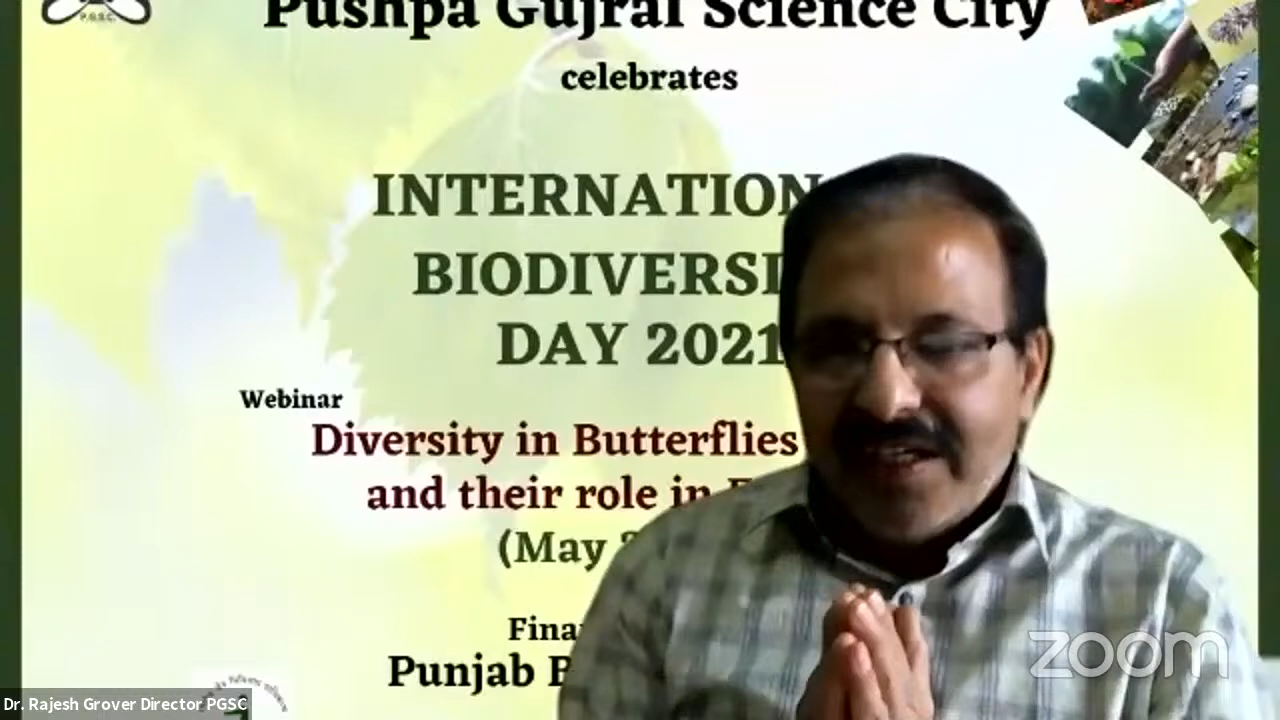 P.G.S.C.
Pushpa Gujral Science City
celebrates
INTERNATION
BIODIVERSI
DAY 2021
Webinar
Diversity in Butterflies
and their role in
(May
Fina
Punjab B
zoom
Dr. Rajesh Grover Director PGSC